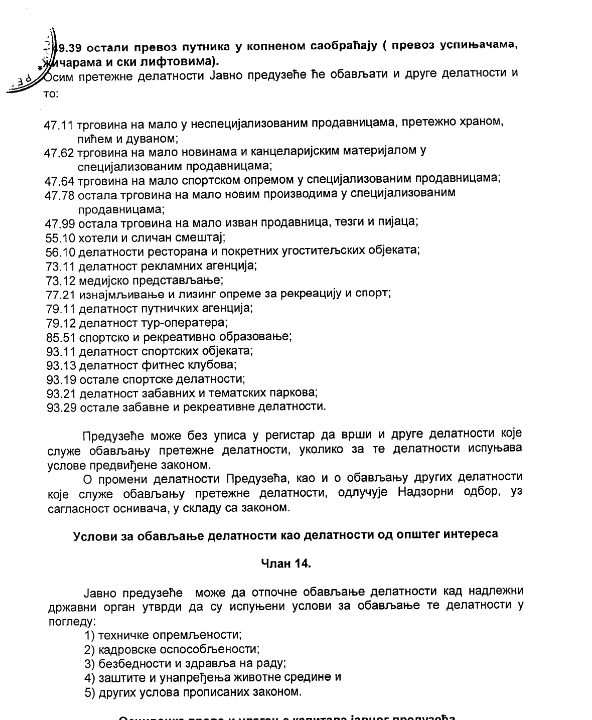 49.39 остали превоз путника у копненом саобраћају ( превоз успињачама,
жичарама и ски лифтовима).
Осим претежне делатности Јавно предузеће ће обављати и друге делатности и
то:
47.11 трговина на мало у неспецијализованим продавницама, претежно храном,
пићем и дуваном;
47.62 трговина на мало новинама и канцеларијским материјалом у
специјализованим продавницама;
47.64 трговина на мало спортском опремом у специјализованим продавницама;
47.78 остала трговина на мало новим производима у специјализованим
продавницама;
47.99 остала трговина на мало изван продавница, тезги и пијаца;
55.10 хотели и сличан смештај;
56.10 делатности ресторана и покретних угоститељских објеката;
73.11 делатност рекламних агенција;
73.12 медијско представљање;
77.21 изнајмљивање и лизинг опреме за рекреацију и спорт;
79.11 делатност путничких агенција;
79.12 делатност тур-оператера;
85.51 спортско и рекреативно образовање;
93.11 делатност спортских објеката;
93.13 делатност фитнес клубова;
93.19 остале спортске делатности;
93.21 делатност забавних и тематских паркова;
93.29 остале забавне и рекреативне делатности.
Предузеће може без уписа у регистар да врши и друге делатности које
служе обављању претежне делатности, уколико за те делатности испуњава
услове предвиђене законом.
О промени делатности Предузећа, као и о обављању других делатности
које служе обављању претежне делатности, одлучује Надзорни одбор, уз
сагласност оснивача, у складу са законом.
Услови за обављање делатности као делатности од општег интереса
Члан 14.
Јавно предузеће може да отпочне обављање делатности кад надлежни
државни орган утврди да су испуњени услови за обављање те делатности у
погледу:
1) техничке опремљености;
2) кадровске оспособљености;
3) безбедности и здравља на раду;
4) заштите и унапређења животне средине и
5) других услова прописаних законом.